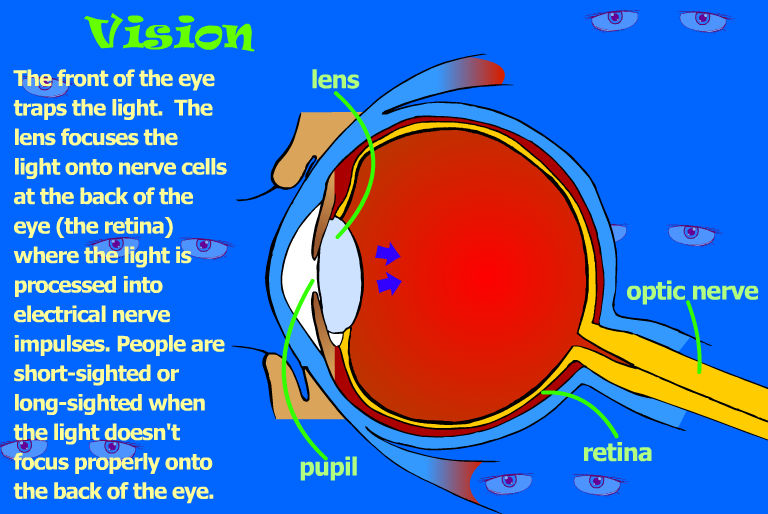 Vision
The front of the eye
traps the light.  The
lens focuses the
light onto nerve cells
at the back of the
eye (the retina)
where the light is
processed into
electrical nerve
impulses. People are
short-sighted or
long-sighted when
the light doesn't
focus properly onto
the back of the eye.
lens
optic nerve
retina
pupil